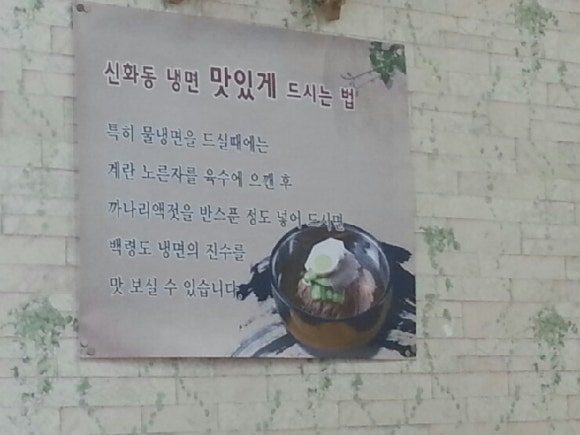 신화동 냉면 맛있게 드시는 법
특히 물냉면을 드실때에는
계란 노른자를 육수에 으깬 후
까나리액젓을 반스푼 정도 넣어 드시면
백령도 냉면의 진수를
맛 보실 수 있습니다